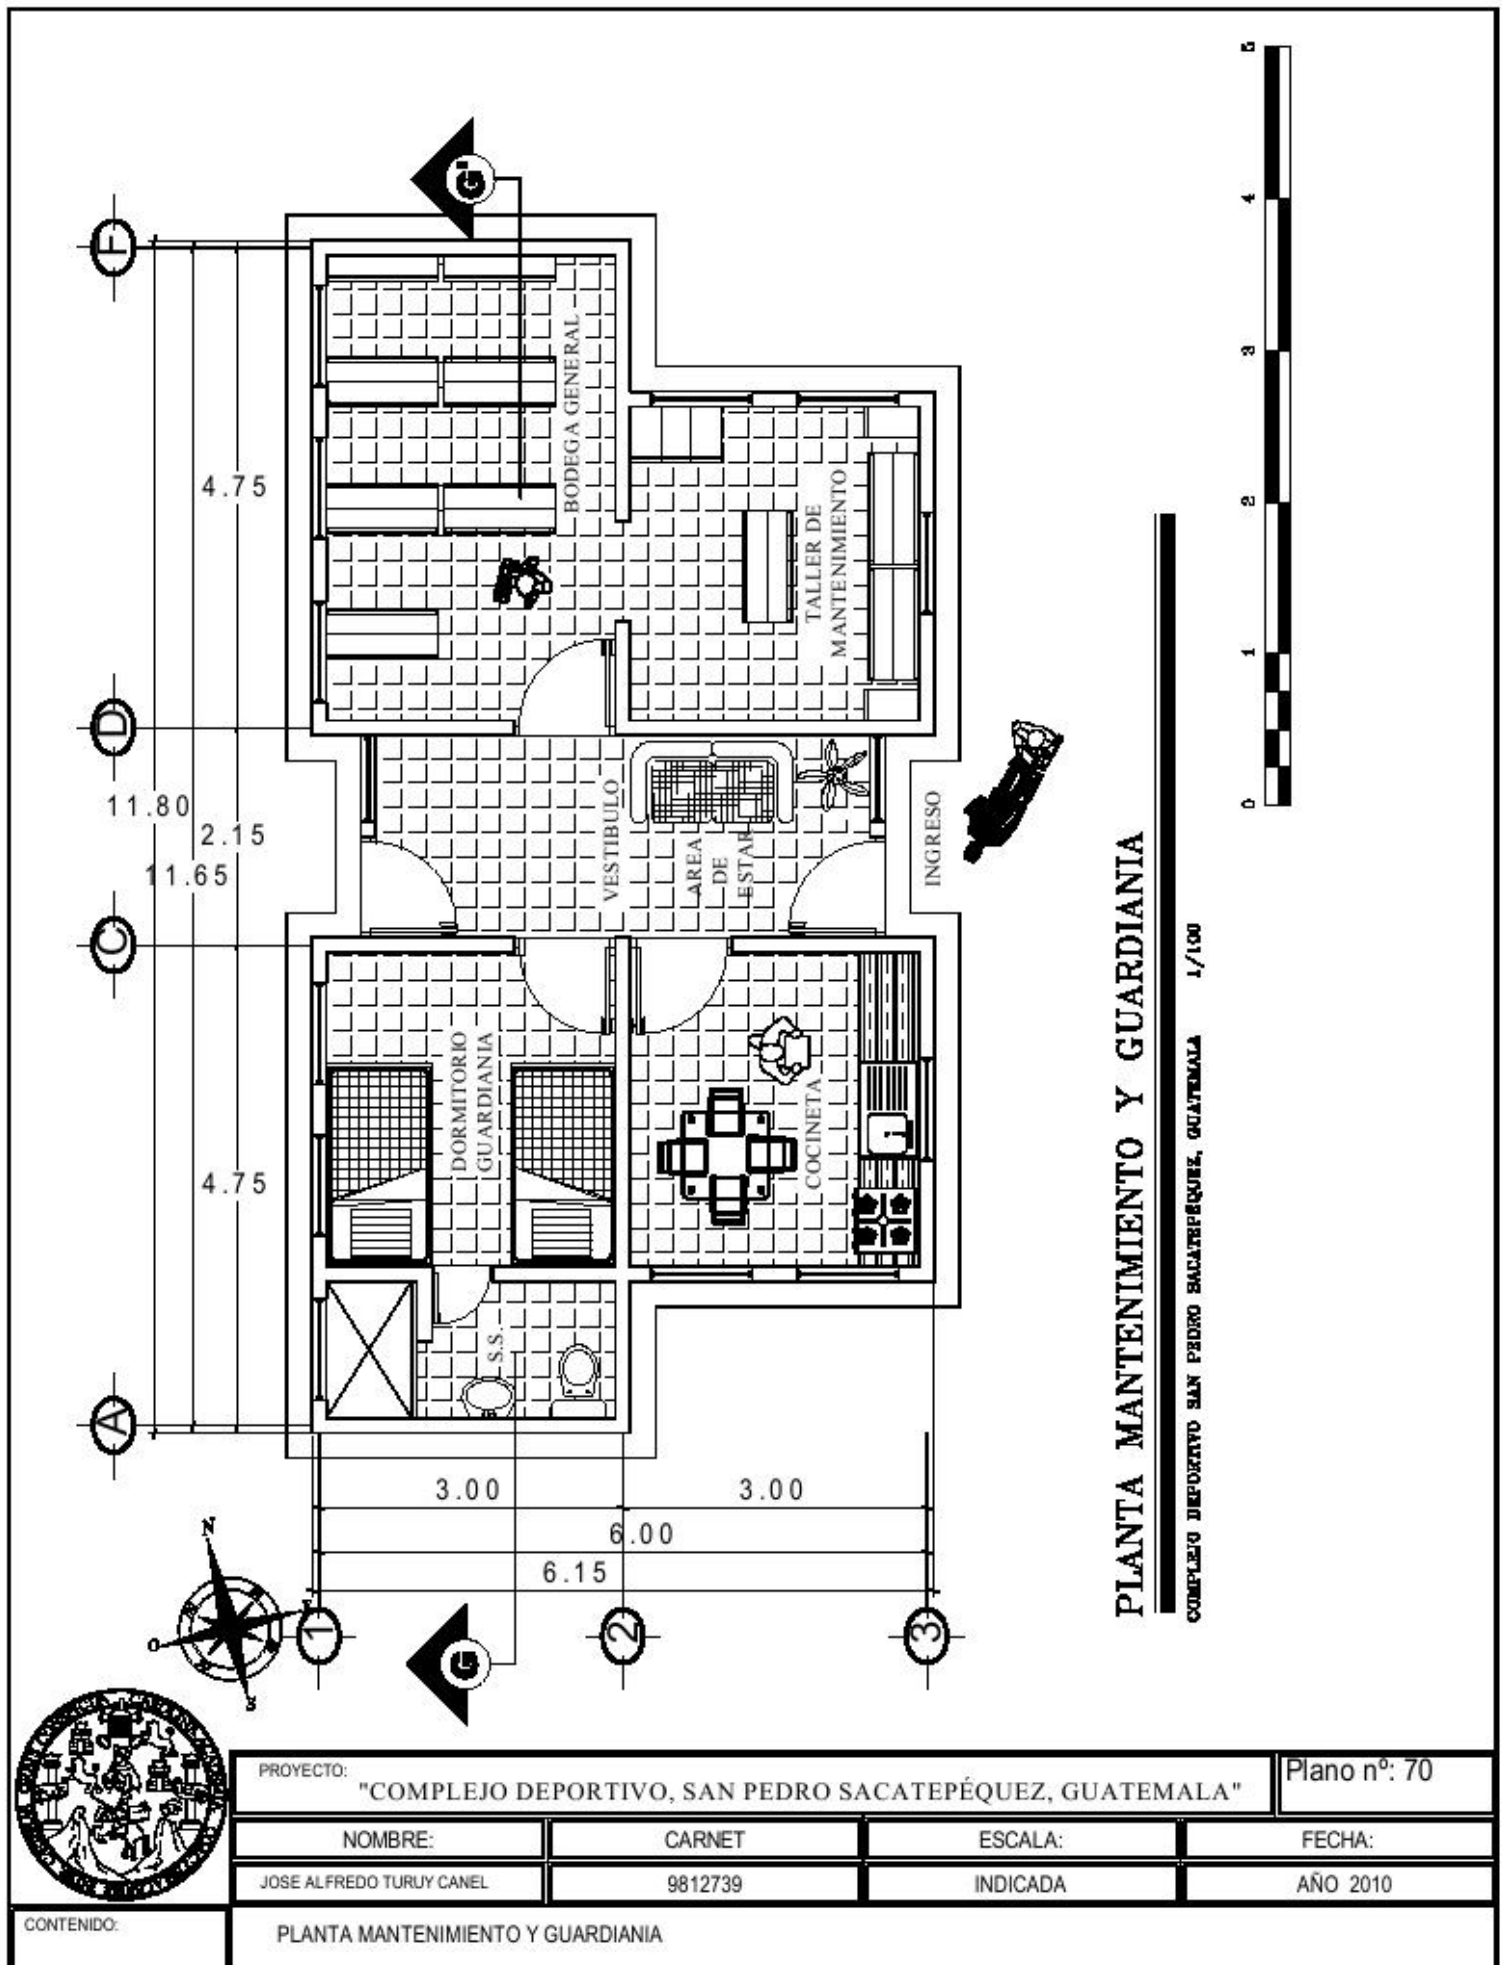 G'
F
D
C
A
4.75
11.80
2.15
11.65
4.75
BODEGA GENERAL
TALLER DE
MANTENIMIENTO
VESTIBULO
AREA
DE
ESTAR
INGRESO
DORMITORIO
GUARDIANIA
COCINETA
S.S.
3.00
3.00
6.00
6.15
1
2
3
G
N
E
S
O
5
4
3
2
1
0
PLANTA MANTENIMIENTO Y GUARDIANIA
COMPLEJO DEPORTIVO SAN PEDRO SACATEPÉQUEZ, GUATEMALA 1/100
PROYECTO:
"COMPLEJO DEPORTIVO, SAN PEDRO SACATEPÉQUEZ, GUATEMALA"
Plano nº: 70
NOMBRE:
CARNET
ESCALA:
FECHA:
JOSE ALFREDO TURUY CANEL
9812739
INDICADA
AÑO 2010
CONTENIDO:
PLANTA MANTENIMIENTO Y GUARDIANIA